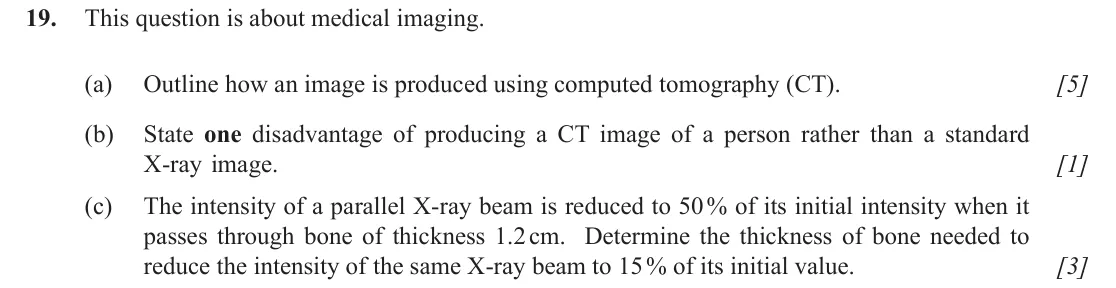 19. This question is about medical imaging.
(a) Outline how an image is produced using computed tomography (CT). [5]
(b) State one disadvantage of producing a CT image of a person rather than a standard
X-ray image. [1]
(c) The intensity of a parallel X-ray beam is reduced to 50% of its initial intensity when it
passes through bone of thickness 1.2 cm. Determine the thickness of bone needed to
reduce the intensity of the same X-ray beam to 15% of its initial value. [3]